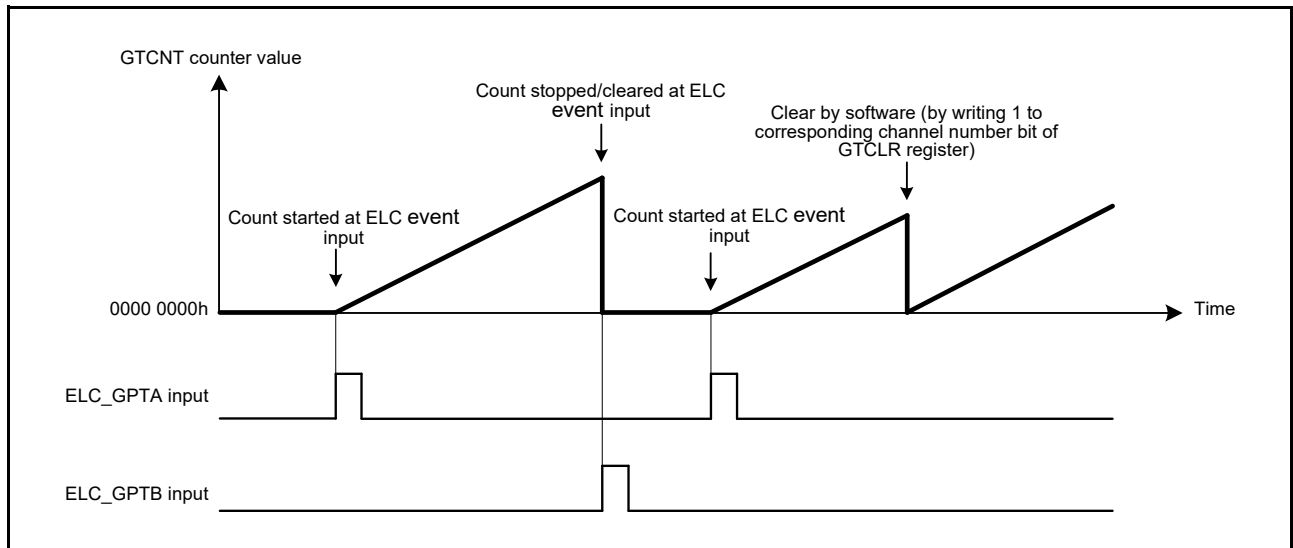 GTCNT counter value
Count stopped/cleared at ELC
event input
Clear by software (by writing 1 to
corresponding channel number bit of
GTCLR register)
Count started at ELC event
input
Count started at ELC event
input
0000 0000h
Time
ELC_GPTA input
ELC_GPTB input